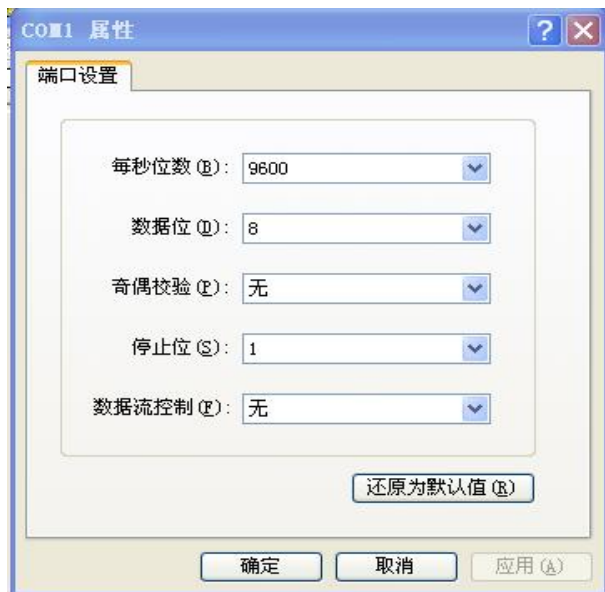 COM1 属性
端口设置
每秒位数(B): 9600
数据位(D): 8
奇偶校验(P): 无
停止位(S): 1
数据流控制(F): 无
还原为默认值(R)
确定 取消 应用(A)